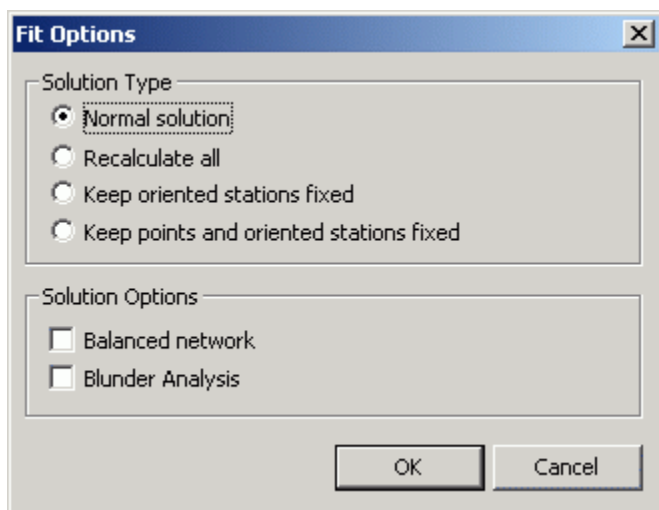 Fit Options
Solution Type
Normal solution
Recalculate all
Keep oriented stations fixed
Keep points and oriented stations fixed
Solution Options
Balanced network
Blunder Analysis
OK
Cancel